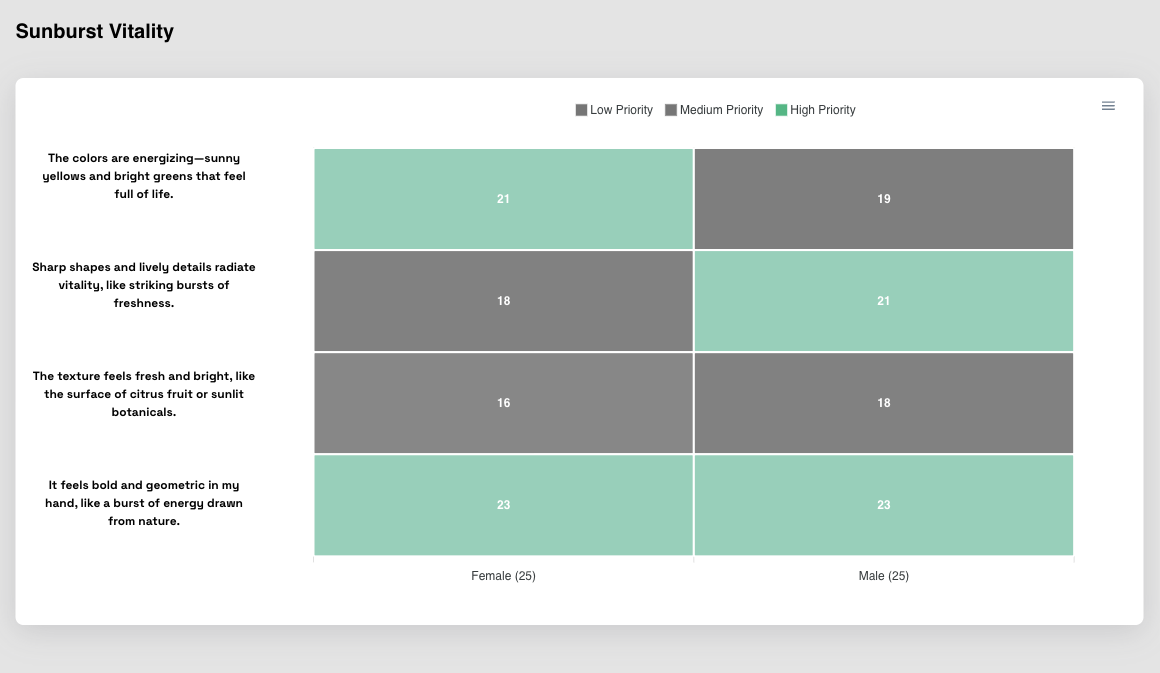 Sunburst Vitality
Low Priority Medium Priority High Priority
The colors are energizing—sunny
yellows and bright greens that feel
full of life.
21 19
Sharp shapes and lively details radiate
vitality, like striking bursts of
freshness.
18 21
The texture feels fresh and bright, like
the surface of citrus fruit or sunlit
botanicals.
16 18
It feels bold and geometric in my
hand, like a burst of energy drawn
from nature.
23 23
Female (25) Male (25)